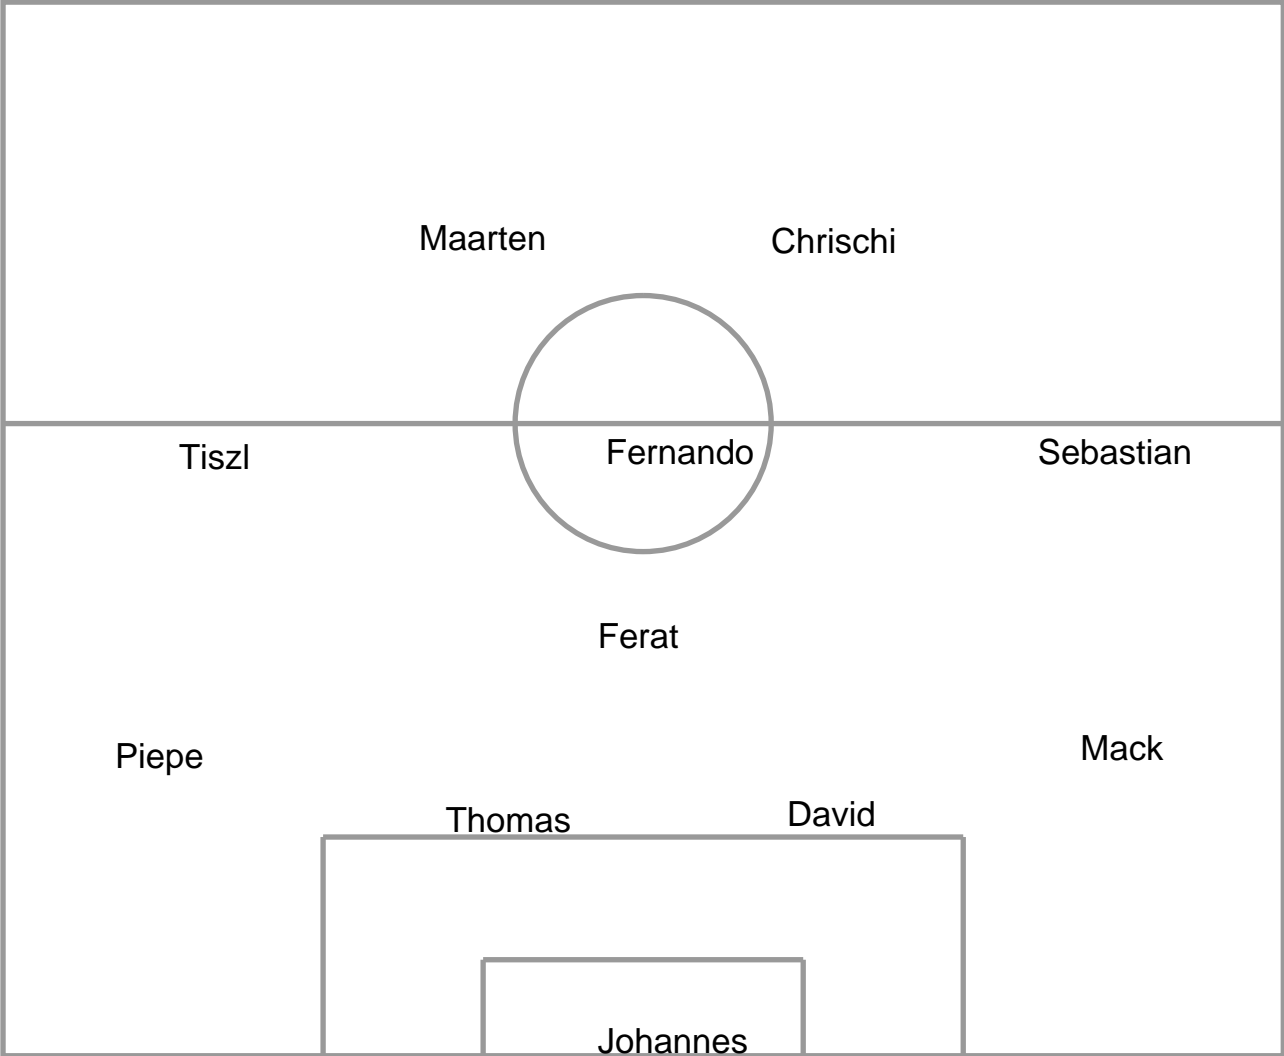 Maarten Chrischi
Tiszl Fernando Sebastian
Ferat
Piepe Mack
Thomas David
Johannes